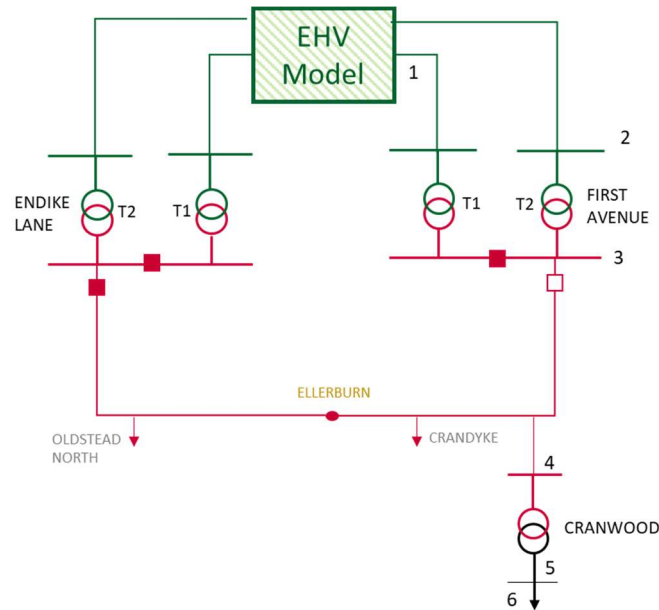 EHV
Model
1
2
ENDIKE
LANE
T2
T1
T1
T2
FIRST
AVENUE
3
ELLERBURN
OLDSTEAD
NORTH
CRANDYKE
4
CRANWOOD
5
6